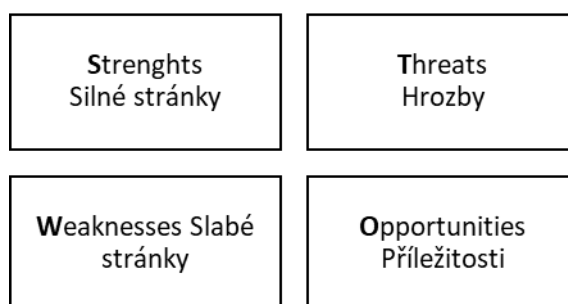 Strenghts
Silné stránky
Threats
Hrozby
Weaknesses Slabé
stránky
Opportunities
Příležitosti